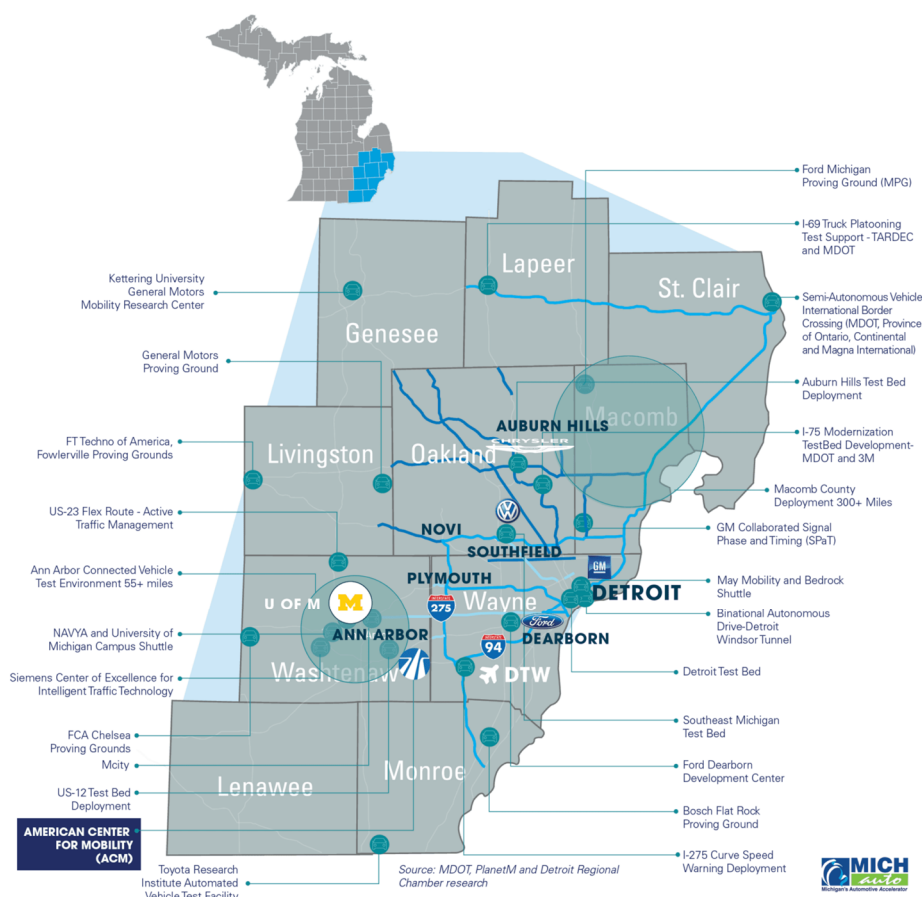 Ford Michigan
Proving Ground (MPG)
I-69 Truck Platooning
Test Support - TARDEC
and MDOT
Semi-Autonomous Vehicle
International Border
Crossing (MDOT, Province
of Ontario, Continental
and Magna International)
Auburn Hills Test Bed
Deployment
I-75 Modernization
TestBed Development-
MDOT and 3M
Macomb County
Deployment 300+ Miles
GM Collaborated Signal
Phase and Timing (SPaT)
May Mobility and Bedrock
Shuttle
Binational Autonomous
Drive-Detroit
Windsor Tunnel
Detroit Test Bed
Southeast Michigan
Test Bed
Ford Dearborn
Development Center
Bosch Flat Rock
Proving Ground
I-275 Curve Speed
Warning Deployment
Kettering University
General Motors
Mobility Research Center
General Motors
Proving Ground
FT Techno of America,
Fowlerville Proving Grounds
US-23 Flex Route - Active
Traffic Management
Ann Arbor Connected Vehicle
Test Environment 55+ miles
NAVYA and University of
Michigan Campus Shuttle
Siemens Center of Excellence for
Intelligent Traffic Technology
FCA Chelsea
Proving Grounds
Mcity
US-12 Test Bed
Deployment
AMERICAN CENTER
FOR MOBILITY
(ACM)
Toyota Research
Institute Automated
Vehicle Test Facility
Lapeer
St. Clair
Genesee
Macomb
AUBURN HILLS
CHRYSLER
Livingston
Oakland
NOVI
SOUTHFIELD
PLYMOUTH
GM
DETROIT
U OF M
M
275
Wayne
Ford
DEARBORN
ANN ARBOR
94
Washtenaw
DTW
Lenawee
Monroe
Source: MDOT, PlanetM and Detroit Regional
Chamber research
MICH
auto
Michigan's Automotive Accelerator